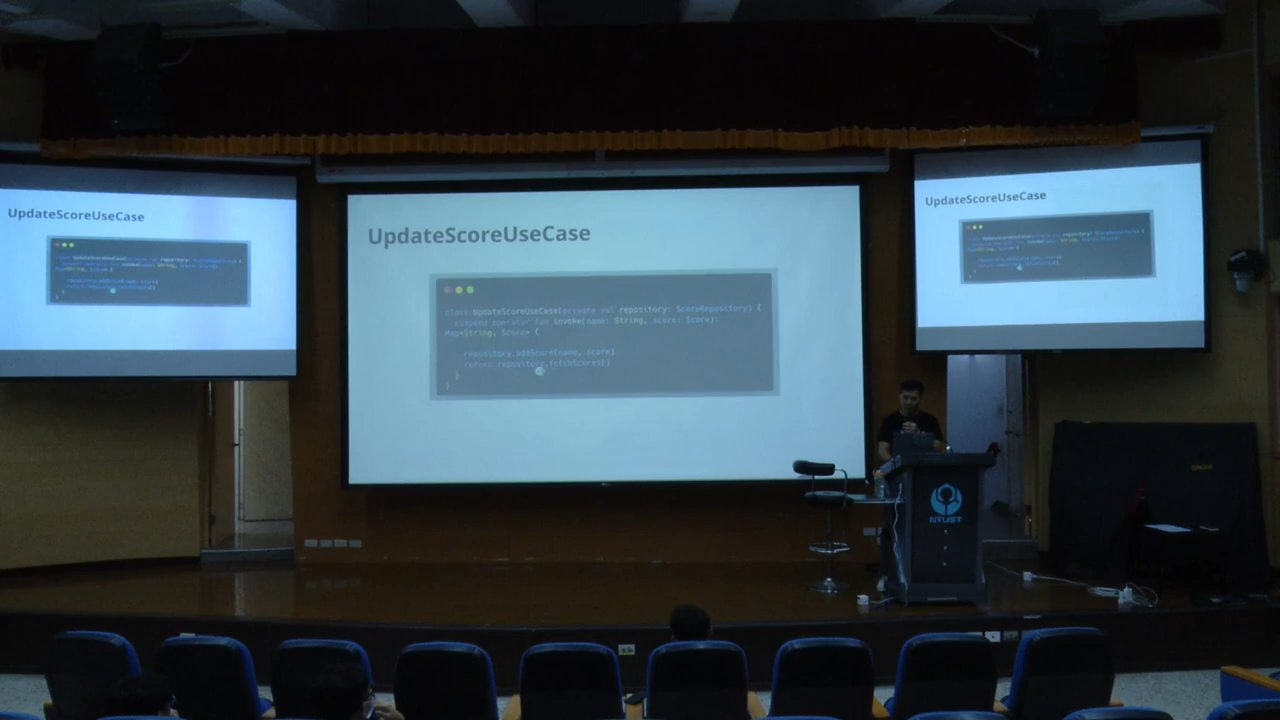 UpdateScoreUseCase
class UpdateScoreUseCase(private val repository: ScoreRepository) {
suspend operator fun invoke(name: String, score: Score):
Map<String, Score> {
repository.addScore(name, score)
return repository.fetchScores()
}
}
UpdateScoreUseCase
UpdateScoreUseCase
NTUST